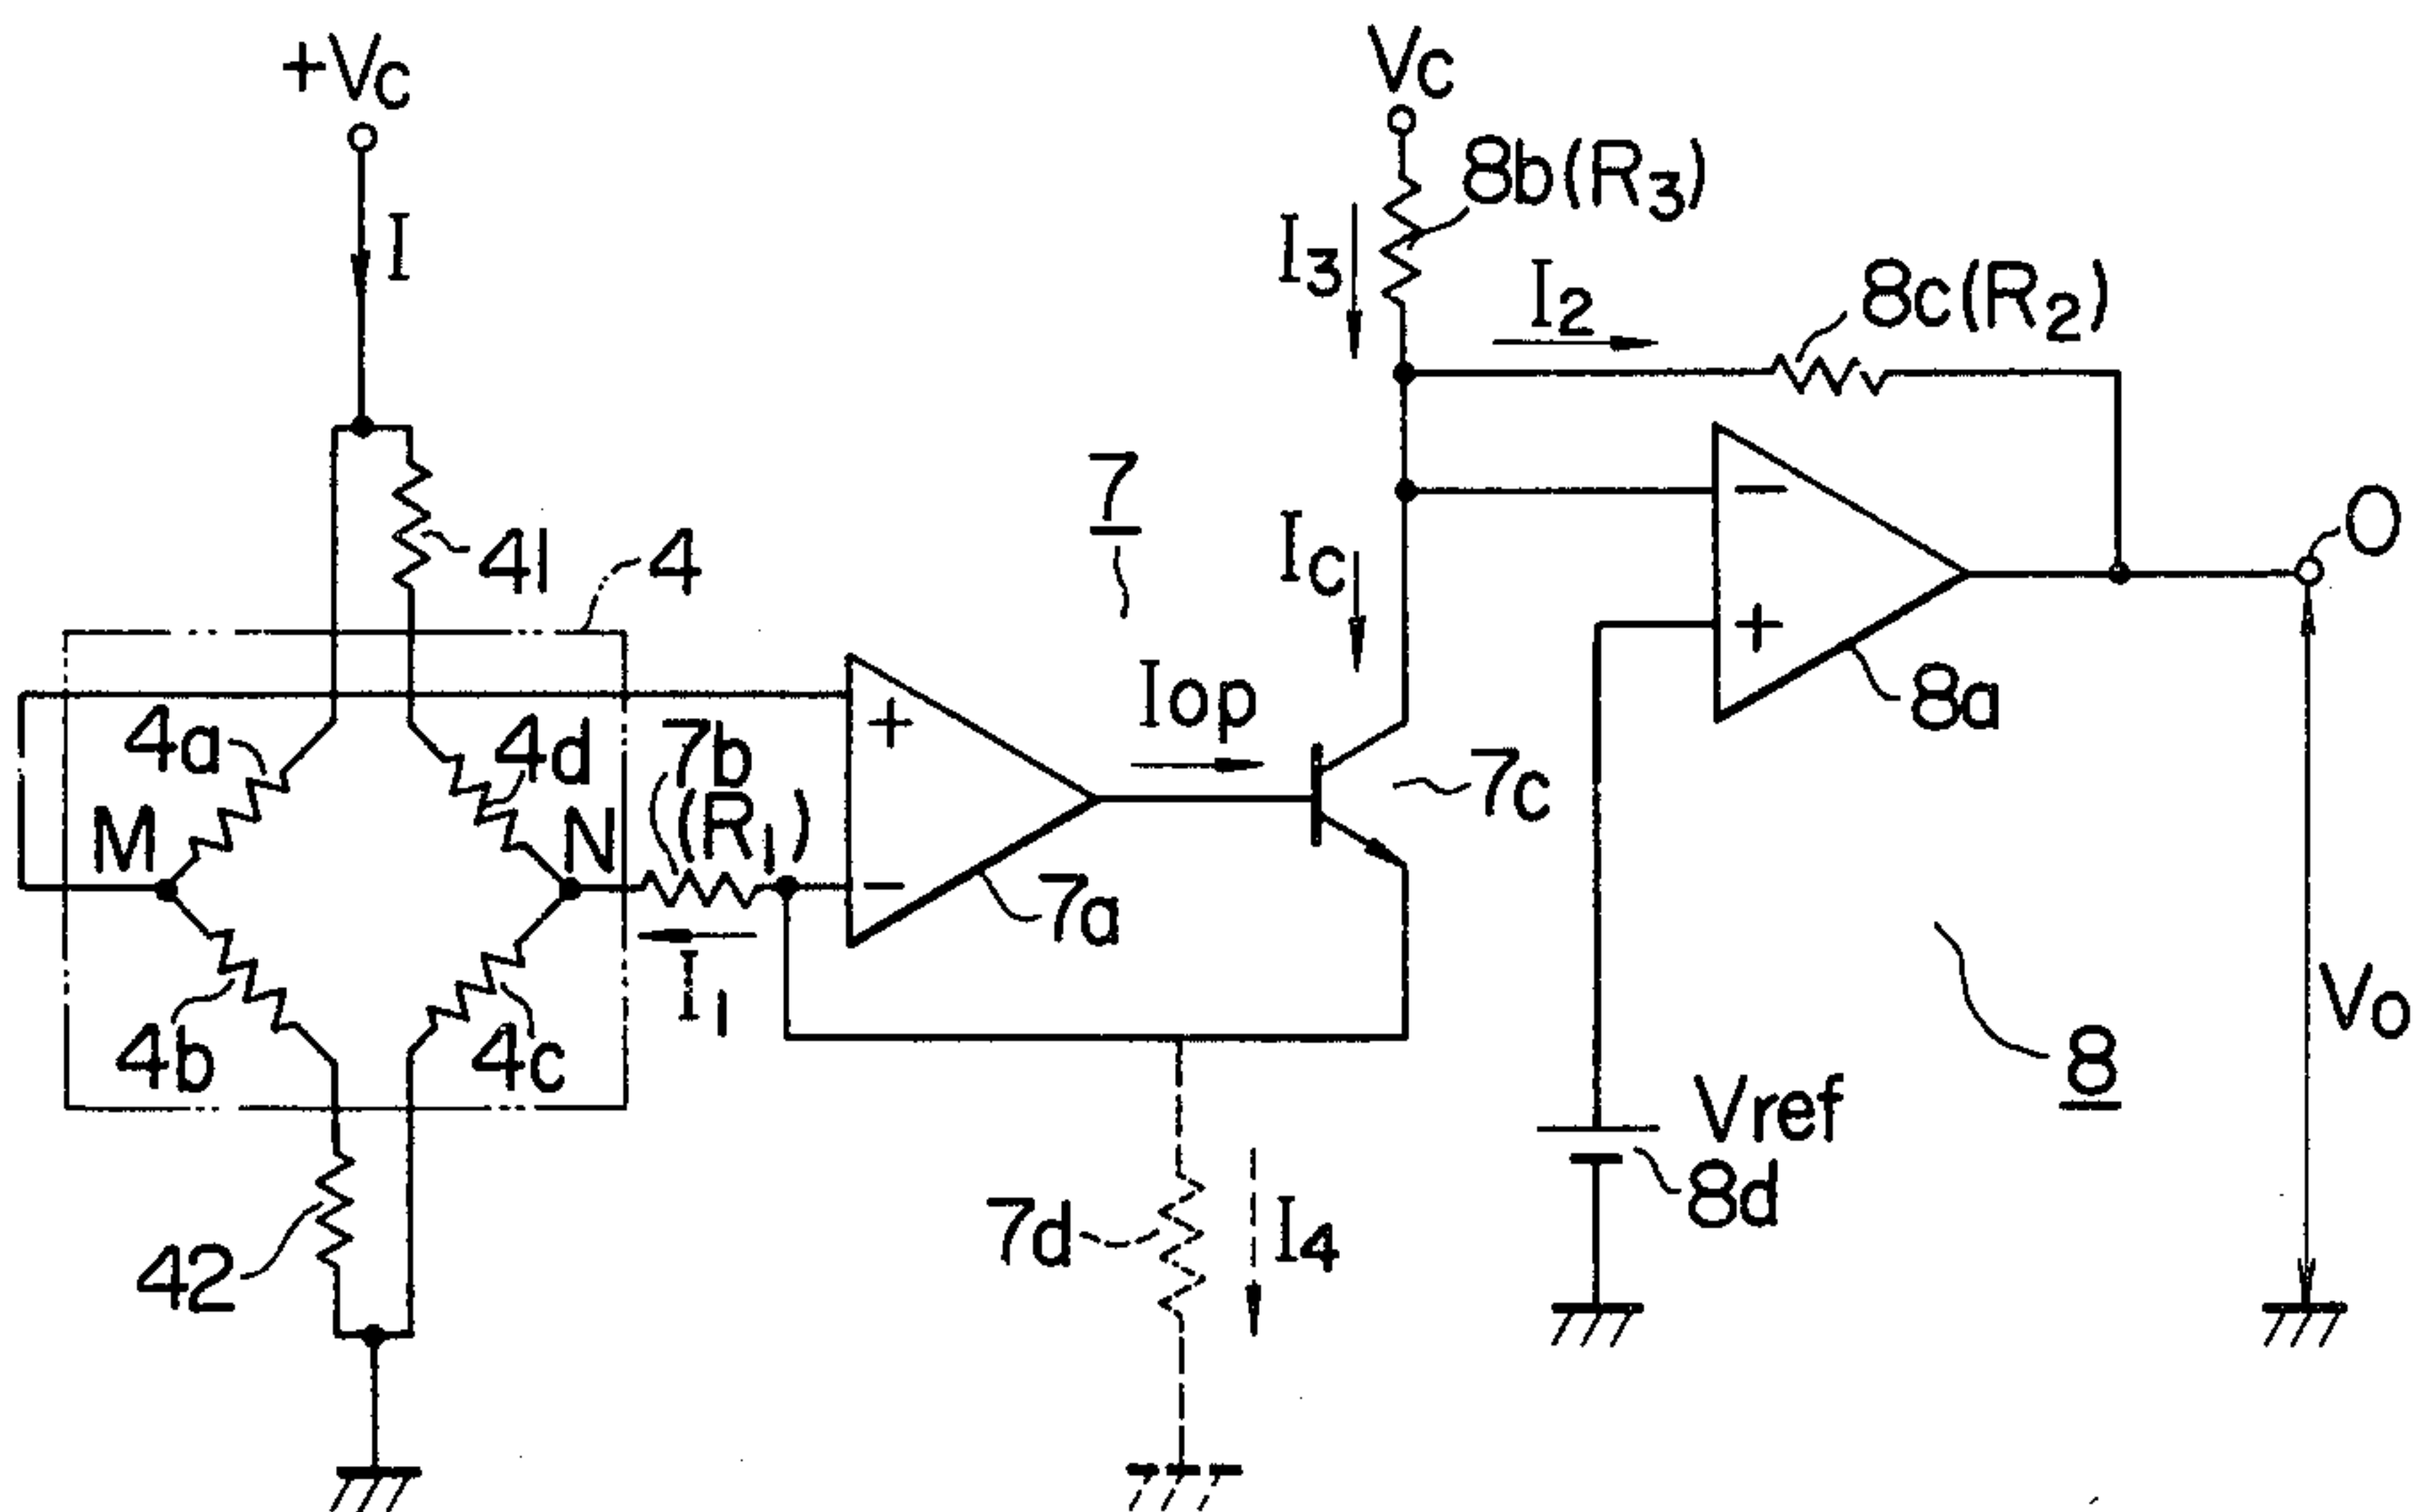 +Vc
Vc
8b(R3)
I
I3
I2
8c(R2)
7
41
4
Ic
O
Iop
8a
4a
4d
7b
(R1)
7c
M
N
7a
I1
Vo
4b
4c
8
Vref
8d
7d
I4
42